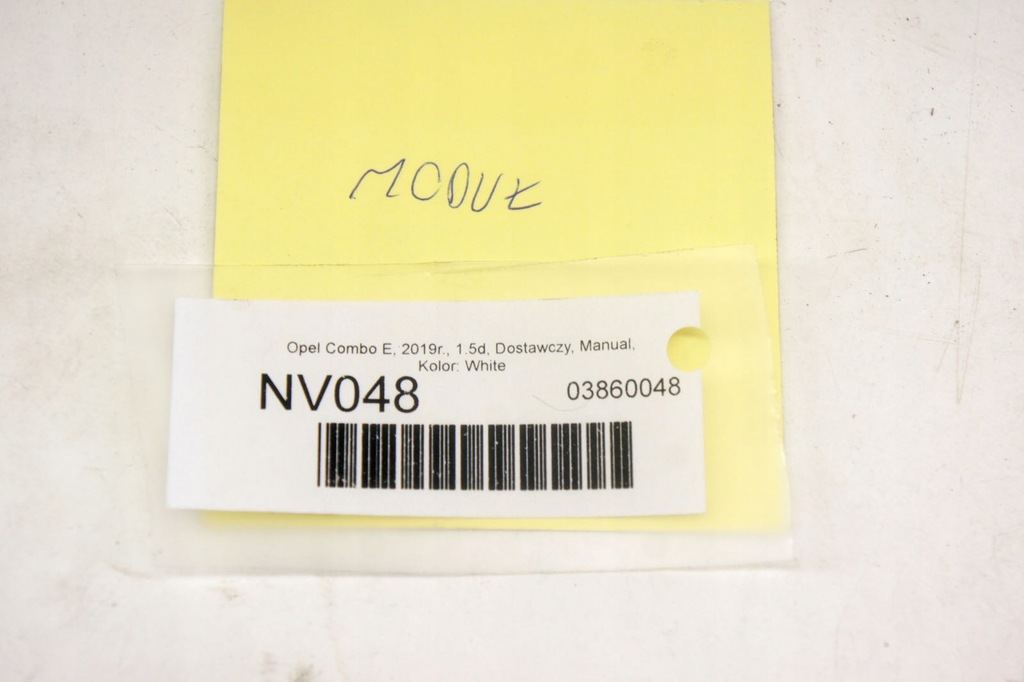 MODUŁ
Opel Combo E, 2019r., 1.5d, Dostawczy, Manual,
Kolor: White
NV048 03860048